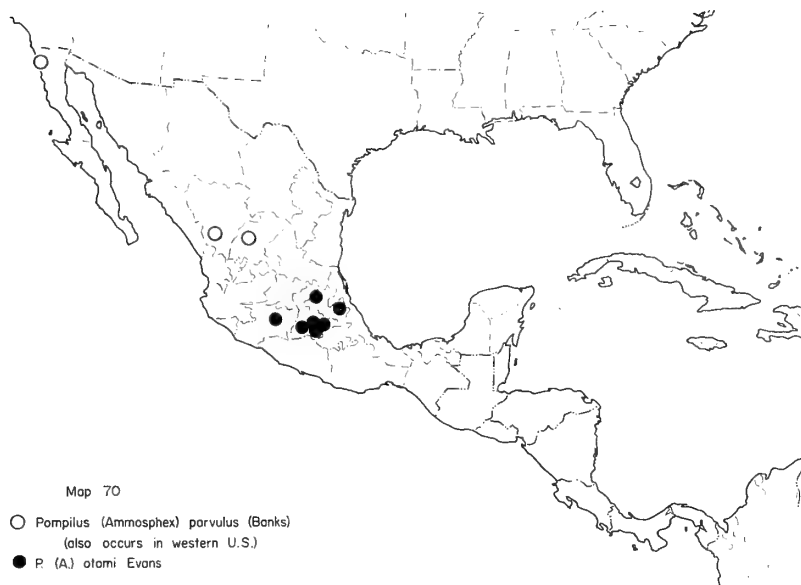 Map 70
Pompilus (Ammosphex) parvulus (Banks)
(also occurs in western U.S.)
P. (A.) otomi Evans